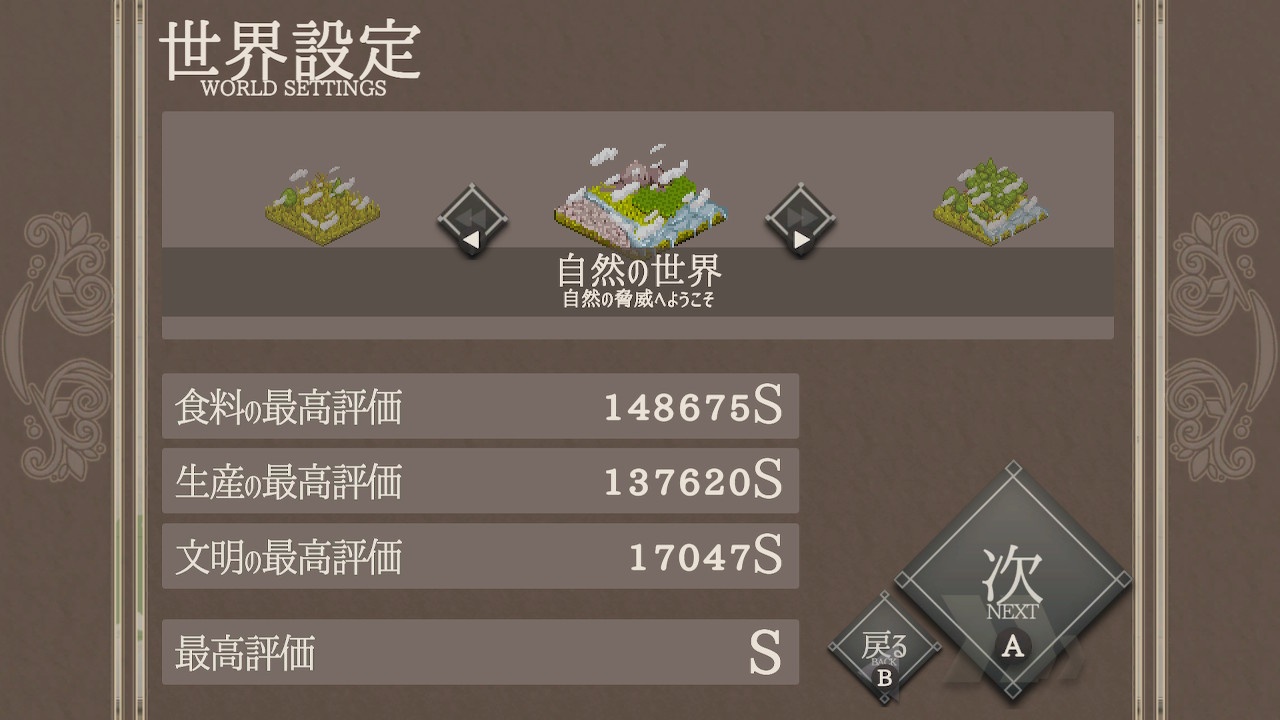 世界設定
WORLD SETTINGS
自然の世界
自然の脅威へようこそ
食料の最高評価 148675S
生産の最高評価 137620S
文明の最高評価 17047S
最高評価 S
次
NEXT
A
戻る
BACK
B